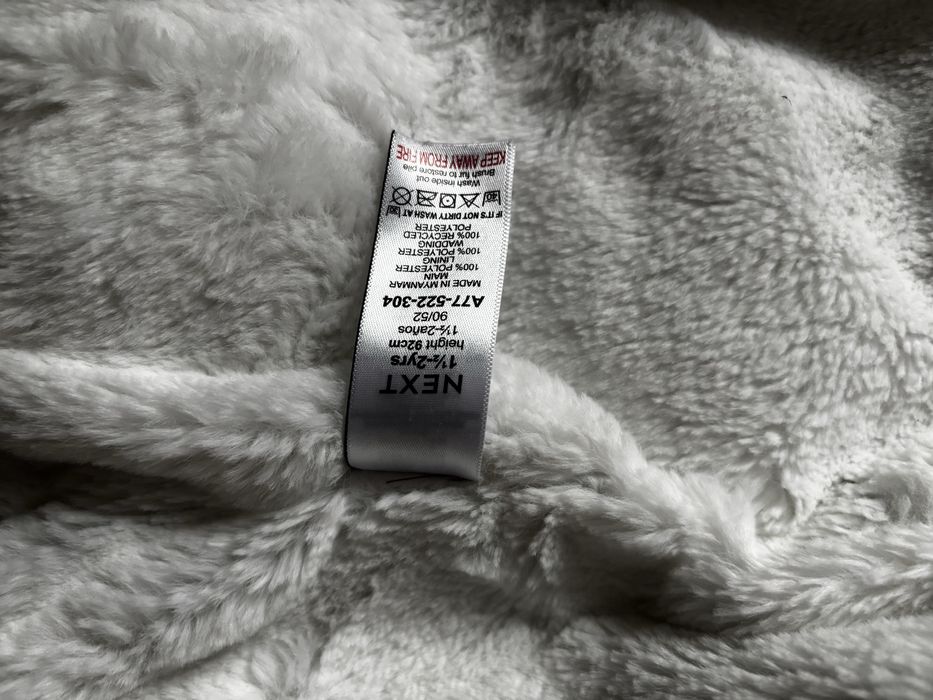 NEXT
1½-2yrs
height 92cm
1½-2años
90/52
A77-522-304
MADE IN MYANMAR
MAIN
100% POLYESTER
LINING
100% POLYESTER
WADDING
100% RECYCLED
POLYESTER
IF IT'S NOT DIRTY WASH AT 30
40
Wash inside out
Brush fur to restore pile
KEEP AWAY FROM FIRE